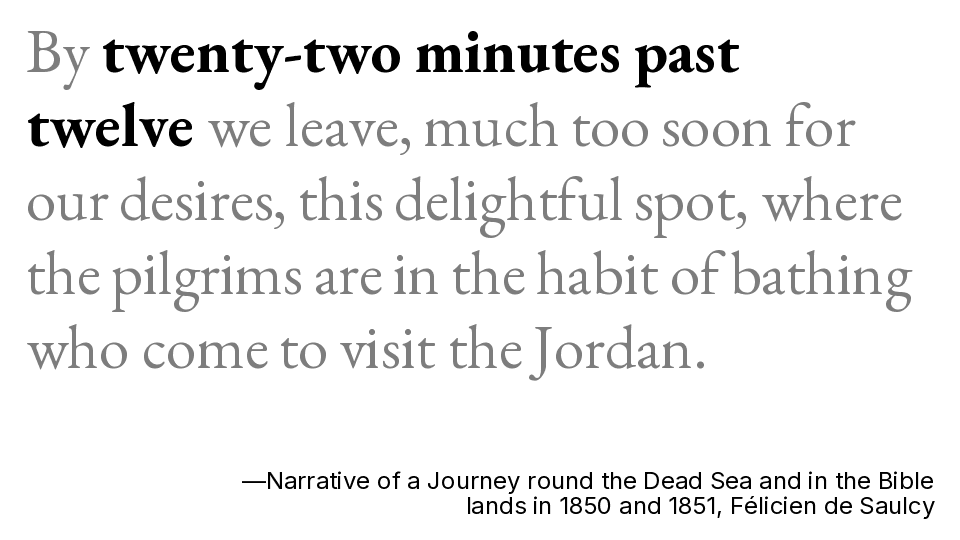 By twenty-two minutes past
twelve we leave, much too soon for
our desires, this delightful spot, where
the pilgrims are in the habit of bathing
who come to visit the Jordan.
—Narrative of a Journey round the Dead Sea and in the Bible
lands in 1850 and 1851, Félicien de Saulcy